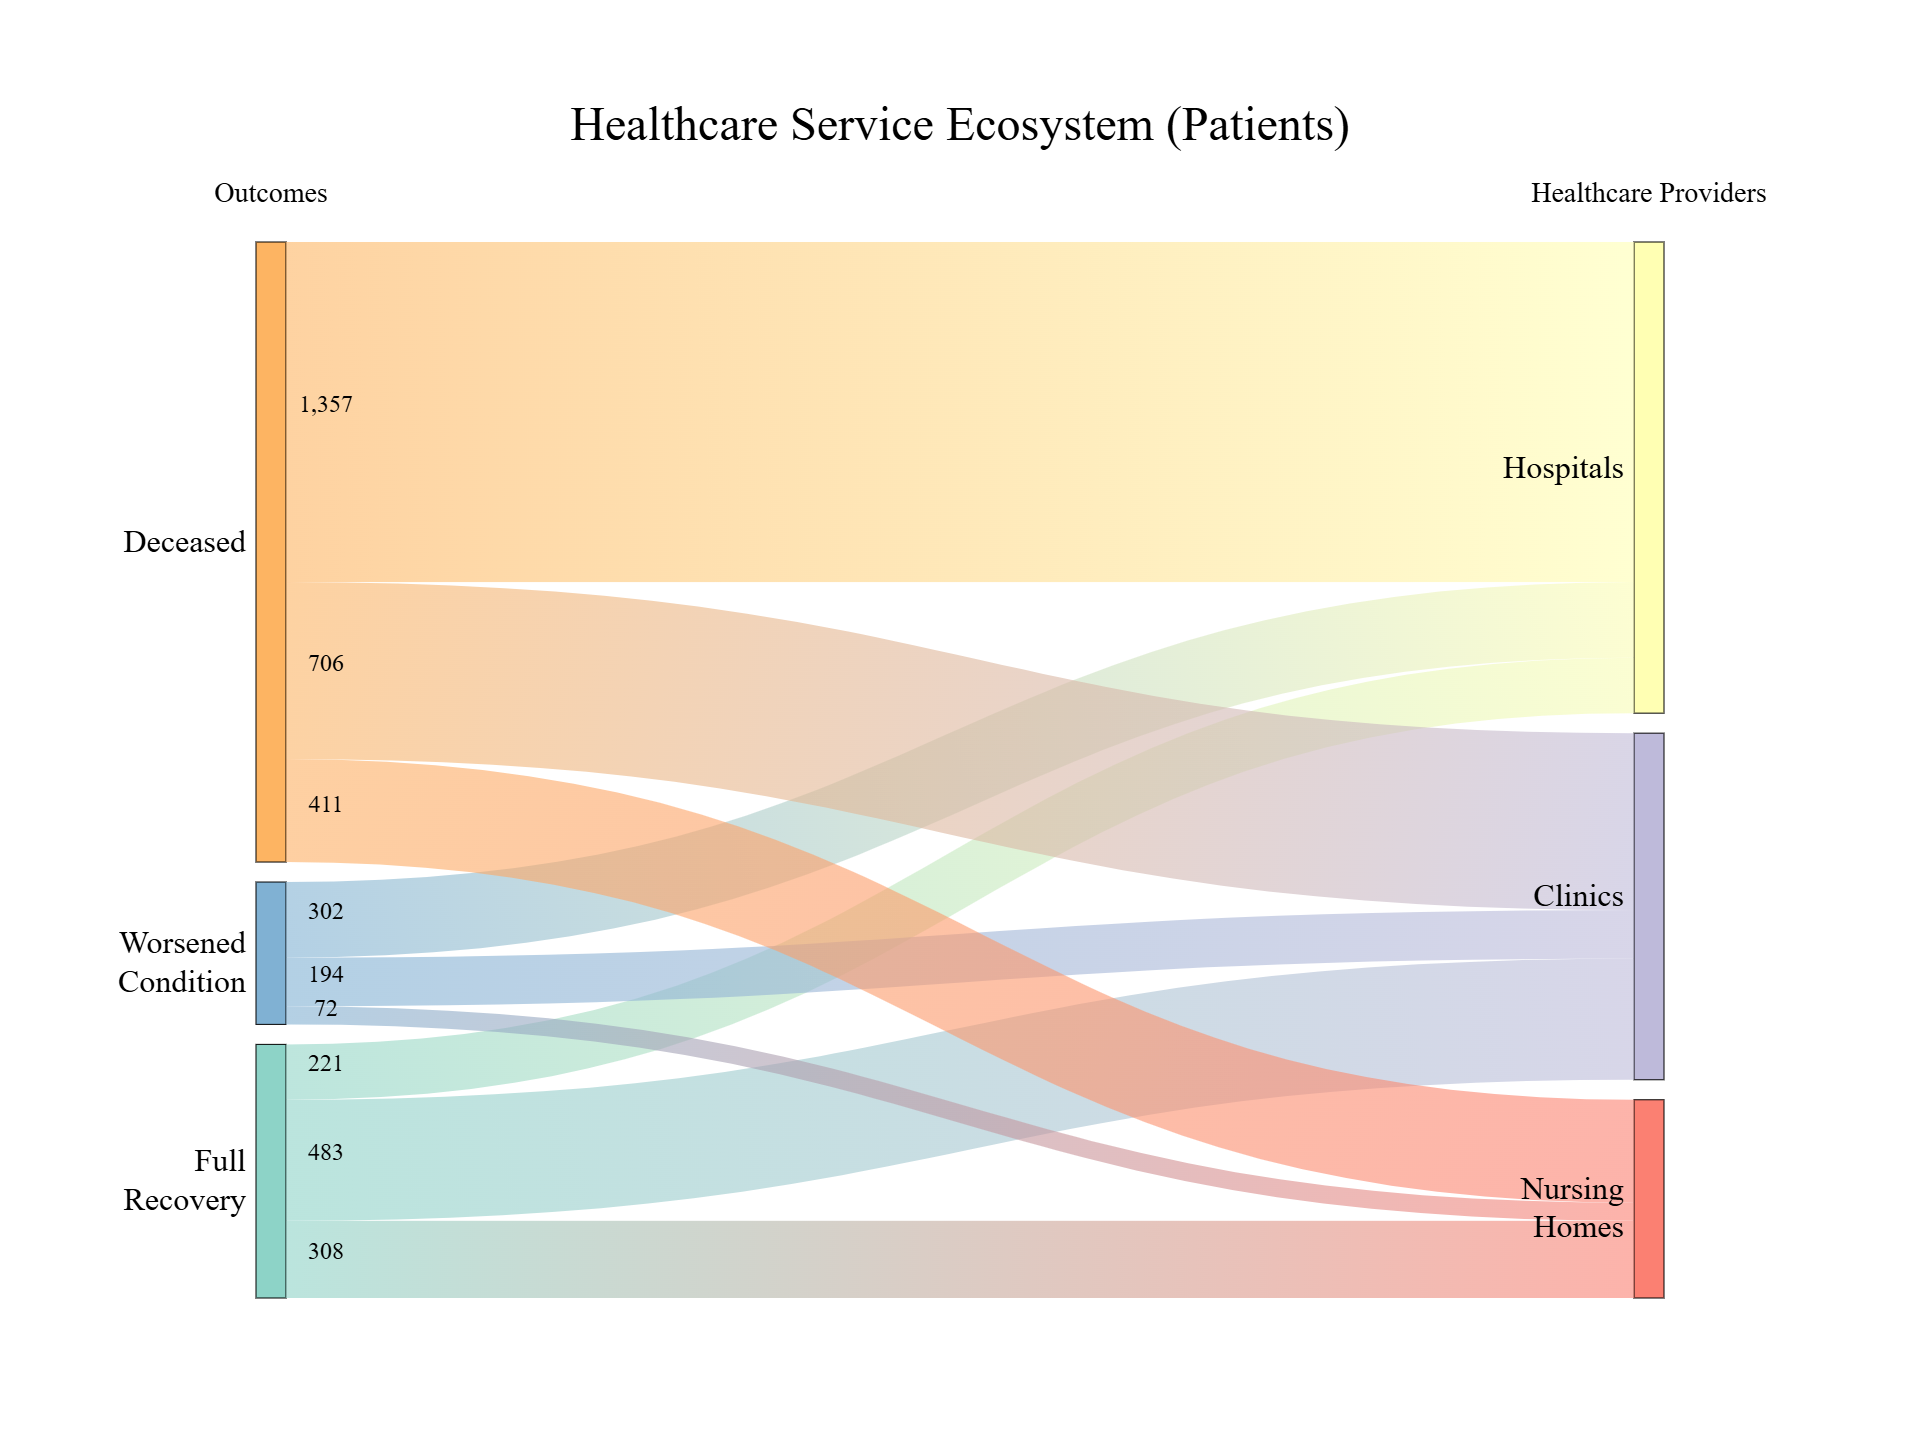 Healthcare Service Ecosystem (Patients)
Outcomes
Healthcare Providers
1,357
Hospitals
Deceased
706
411
Clinics
302
Worsened
Condition
194
72
221
483
Full
Recovery
Nursing
Homes
308